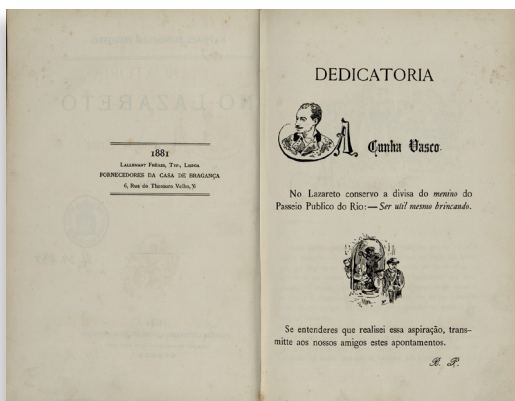 1881
LALLEMANT FRÈRES, TYP., LISBOA
FORNECEDORES DA CASA DE BRAGANÇA
6, Rua do Thesouro Velho, 6
DEDICATORIA
A Cunha Vasco.
No Lazareto conservo a divisa do menino do
Passeio Publico do Rio:—Ser util mesmo brincando.
Se entenderes que realisei essa aspiração, trans-
mitte aos nossos amigos estes apontamentos.
R. P.